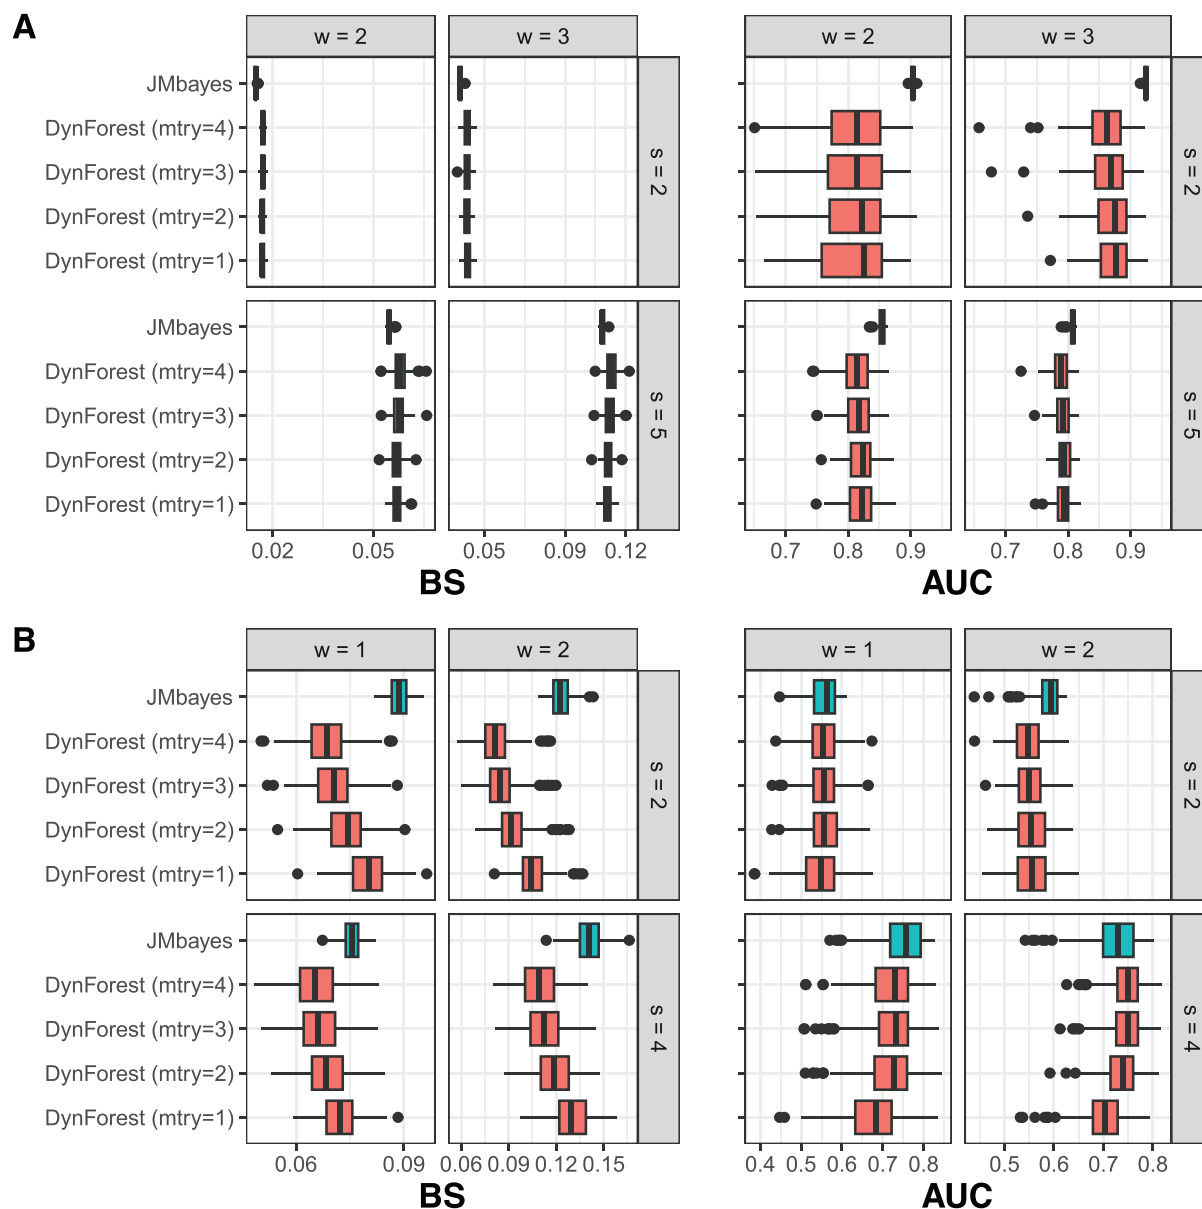 A
w = 2
w = 3
w = 2
w = 3
JMbayes
DynForest (mtry=4)
DynForest (mtry=3)
DynForest (mtry=2)
DynForest (mtry=1)
s = 2
s = 2
JMbayes
DynForest (mtry=4)
DynForest (mtry=3)
DynForest (mtry=2)
DynForest (mtry=1)
s = 5
s = 5
0.02 0.05 0.05 0.09 0.12
0.7 0.8 0.9 0.7 0.8 0.9
BS
AUC
B
w = 1
w = 2
w = 1
w = 2
JMbayes
DynForest (mtry=4)
DynForest (mtry=3)
DynForest (mtry=2)
DynForest (mtry=1)
s = 2
s = 2
JMbayes
DynForest (mtry=4)
DynForest (mtry=3)
DynForest (mtry=2)
DynForest (mtry=1)
s = 4
s = 4
0.06 0.09 0.06 0.09 0.12 0.15
0.4 0.5 0.6 0.7 0.8 0.5 0.6 0.7 0.8
BS
AUC